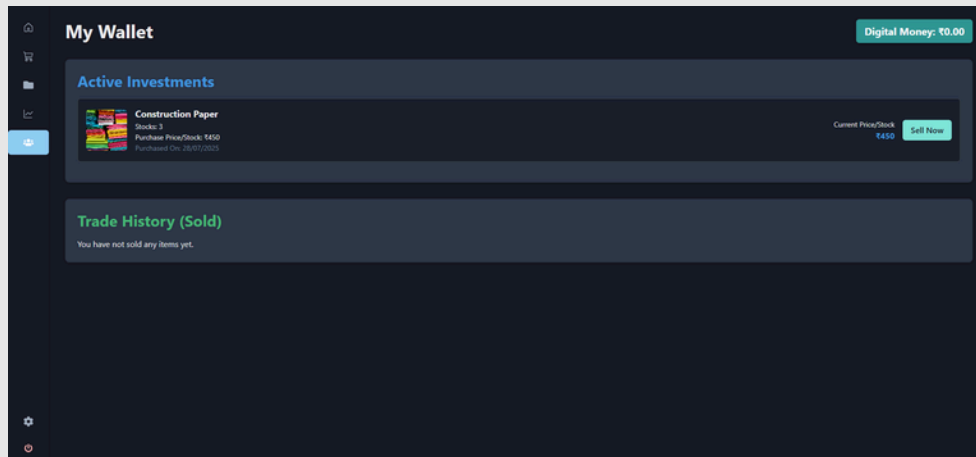 My Wallet
Digital Money: ₹0.00
Active Investments
Construction Paper
Stocks: 3
Purchase Price/Stock: ₹450
Purchased On: 28/07/2025
Current Price/Stock
₹450
Sell Now
Trade History (Sold)
You have not sold any items yet.